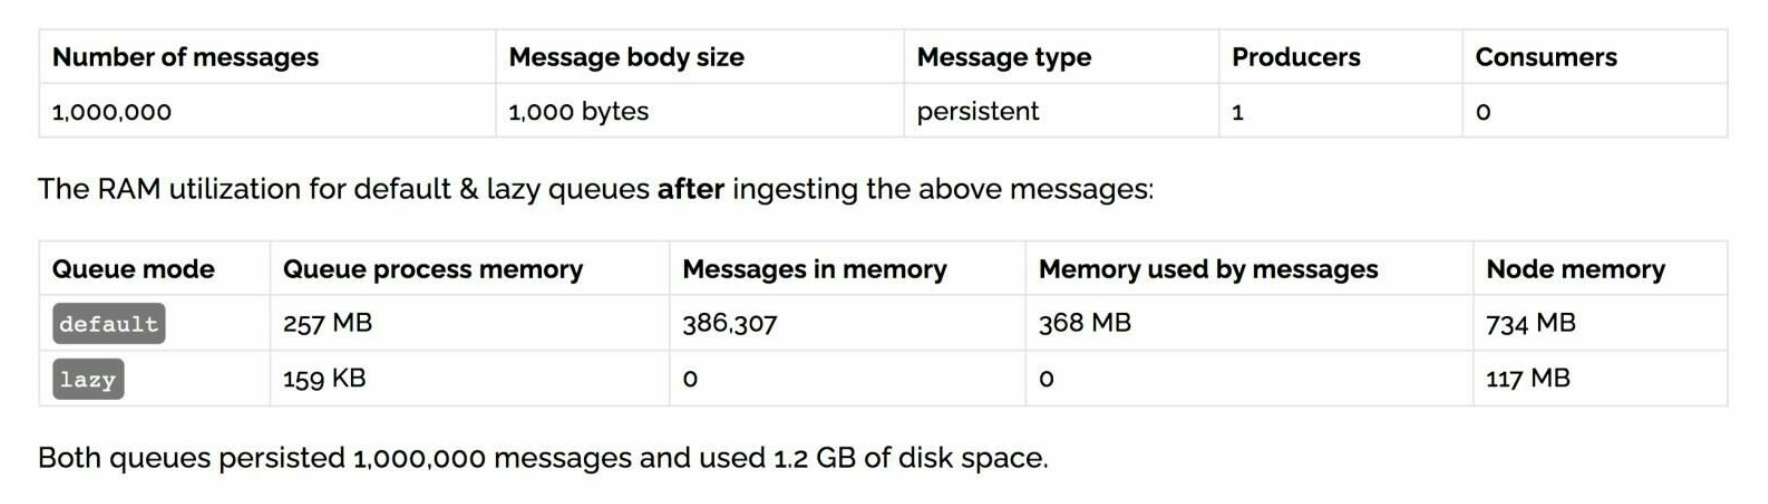 Number of messages Message body size Message type Producers Consumers
1,000,000 1,000 bytes persistent 1 0
The RAM utilization for default & lazy queues after ingesting the above messages:
Queue mode Queue process memory Messages in memory Memory used by messages Node memory
default 257 MB 386,307 368 MB 734 MB
lazy 159 KB 0 0 117 MB
Both queues persisted 1,000,000 messages and used 1.2 GB of disk space.